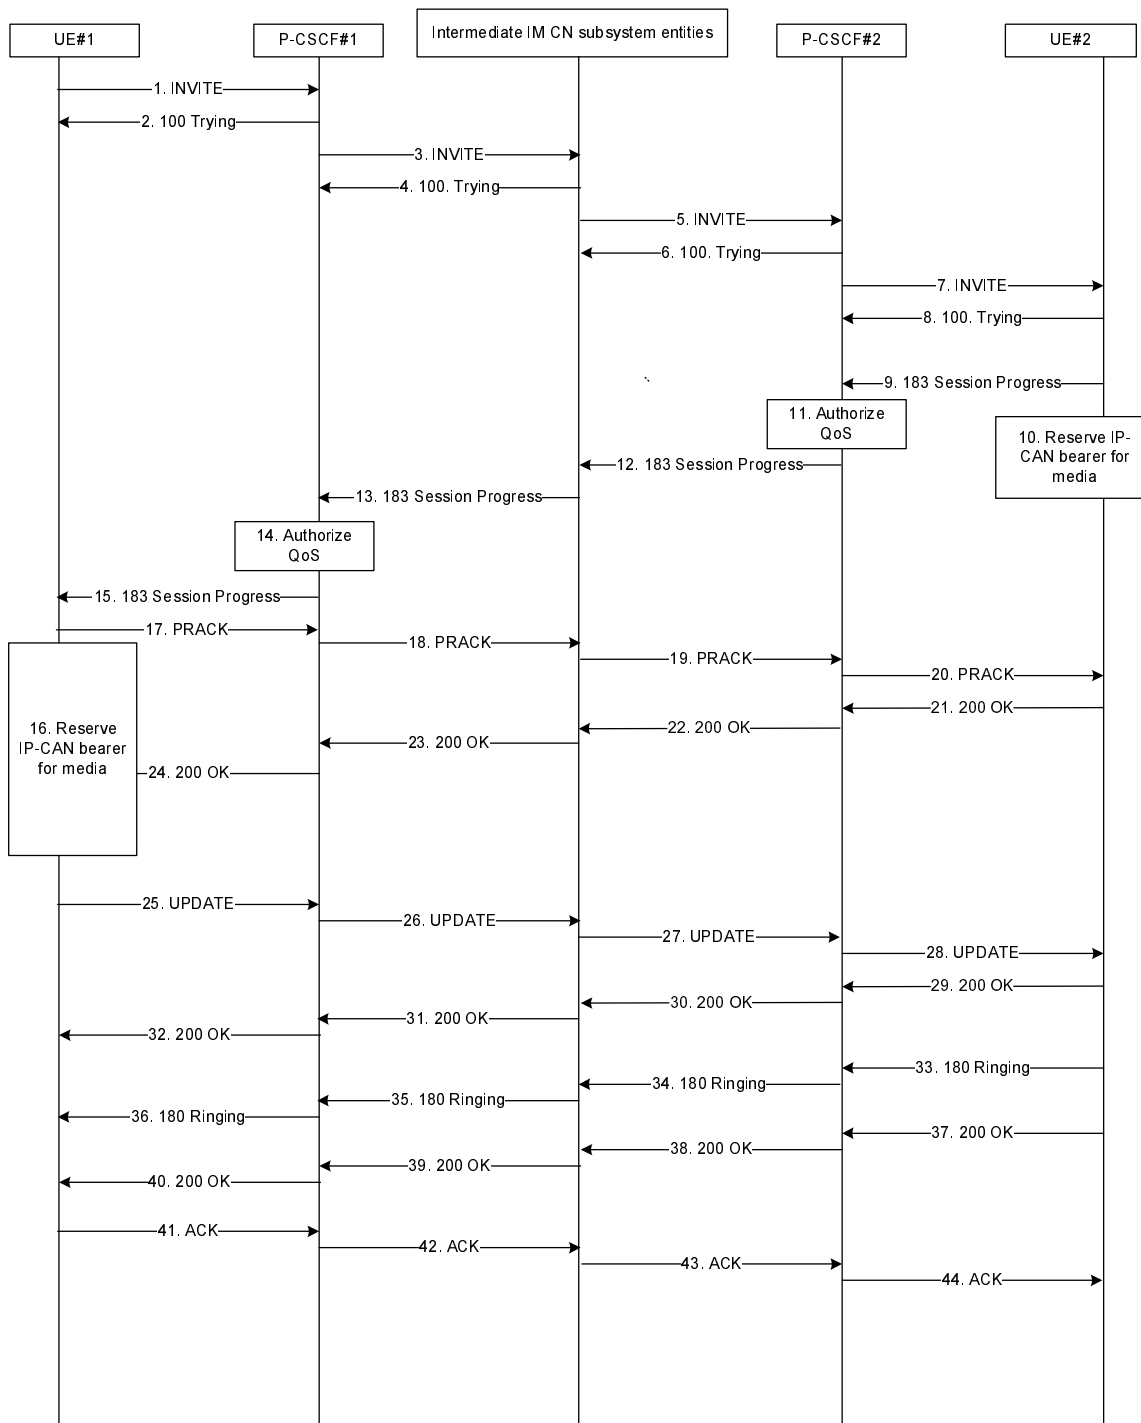 UE#1
P-CSCF#1
Intermediate IM CN subsystem entities
P-CSCF#2
UE#2
1. INVITE
2. 100 Trying
3. INVITE
4. 100. Trying
5. INVITE
6. 100. Trying
7. INVITE
8. 100. Trying
9. 183 Session Progress
11. Authorize
QoS
10. Reserve IP-
CAN bearer for
media
12. 183 Session Progress
13. 183 Session Progress
14. Authorize
QoS
15. 183 Session Progress
17. PRACK
18. PRACK
19. PRACK
20. PRACK
21. 200 OK
22. 200 OK
23. 200 OK
16. Reserve
IP-CAN bearer
for media
24. 200 OK
25. UPDATE
26. UPDATE
27. UPDATE
28. UPDATE
29. 200 OK
30. 200 OK
31. 200 OK
32. 200 OK
33. 180 Ringing
34. 180 Ringing
35. 180 Ringing
36. 180 Ringing
37. 200 OK
38. 200 OK
39. 200 OK
40. 200 OK
41. ACK
42. ACK
43. ACK
44. ACK